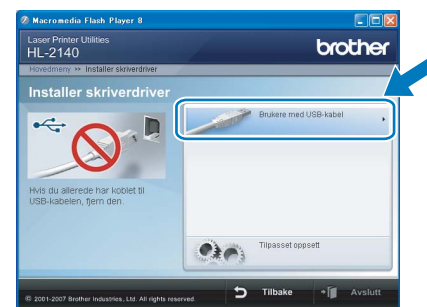 Macromedia Flash Player 8
Laser Printer Utilities
HL-2140
brother
Hovedmeny >> Installer skriverdriver
Installer skriverdriver
Brukere med USB-kabel
Hvis du allerede har koblet til
USB-kabelen, fjern den.
Tilpasset oppsett
© 2001-2007 Brother Industries, Ltd. All rights reserved.
Tilbake
Avslutt